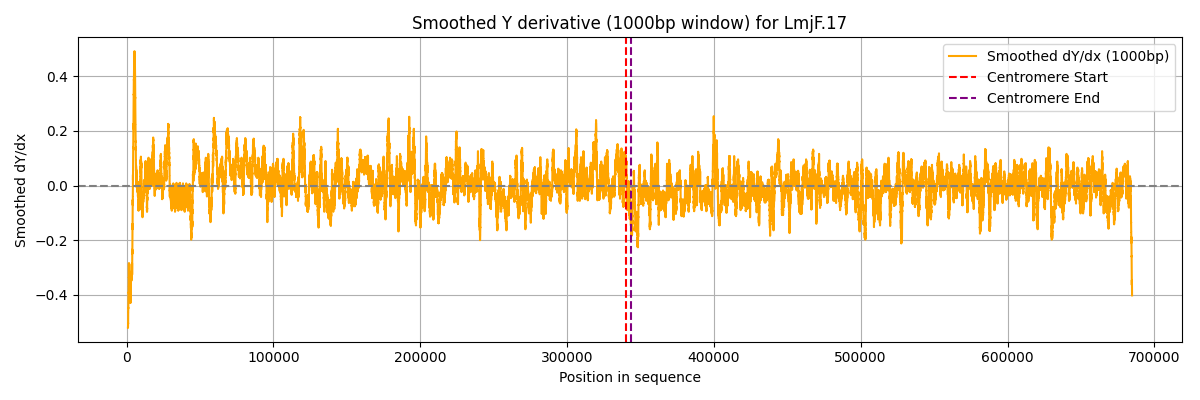 Smoothed Y derivative (1000bp window) for LmjF.17
Smoothed dY/dx (1000bp)
Centromere Start
Centromere End
0.4
0.2
0.0
−0.2
−0.4
Smoothed dY/dx
0 100000 200000 300000 400000 500000 600000 700000
Position in sequence